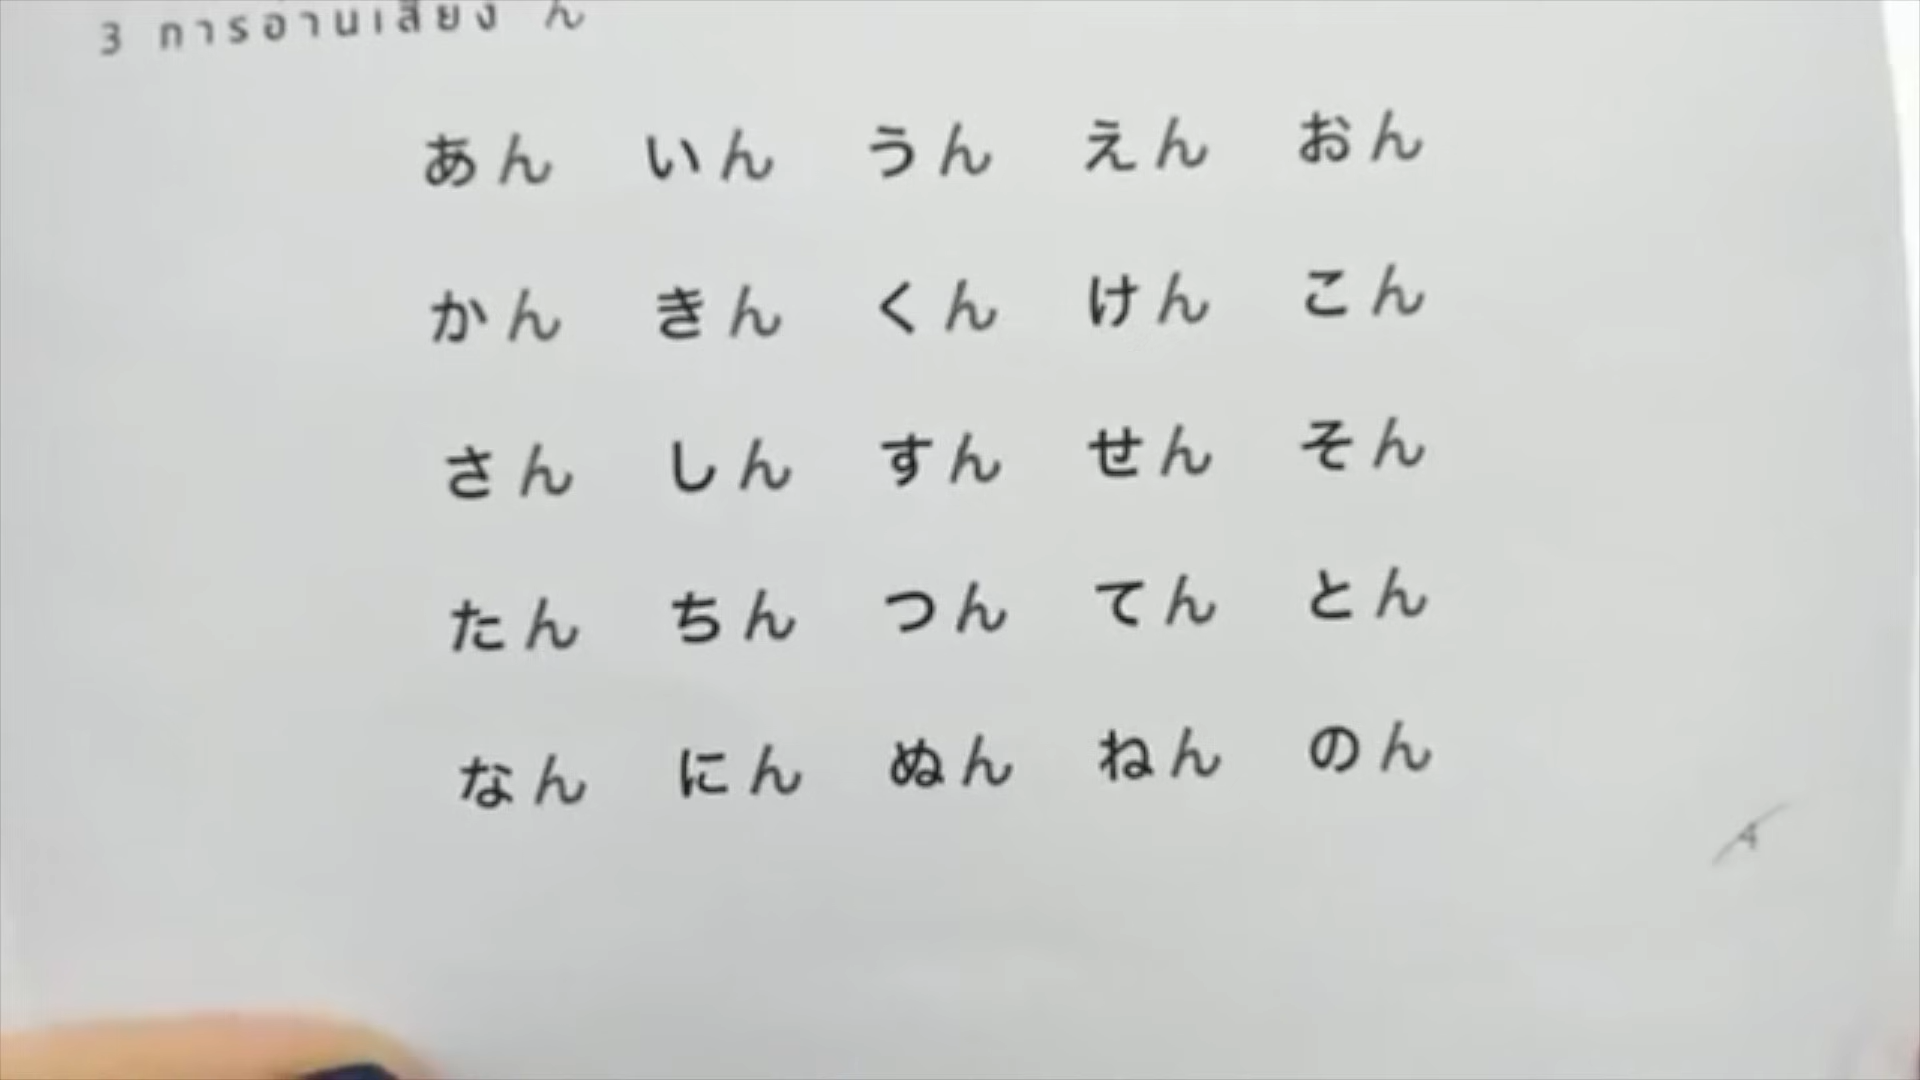 3 การอ่านเสียง ん
あん いん うん えん おん
かん きん くん けん こん
さん しん すん せん そん
たん ちん つん てん とん
なん にん ぬん ねん のん
4